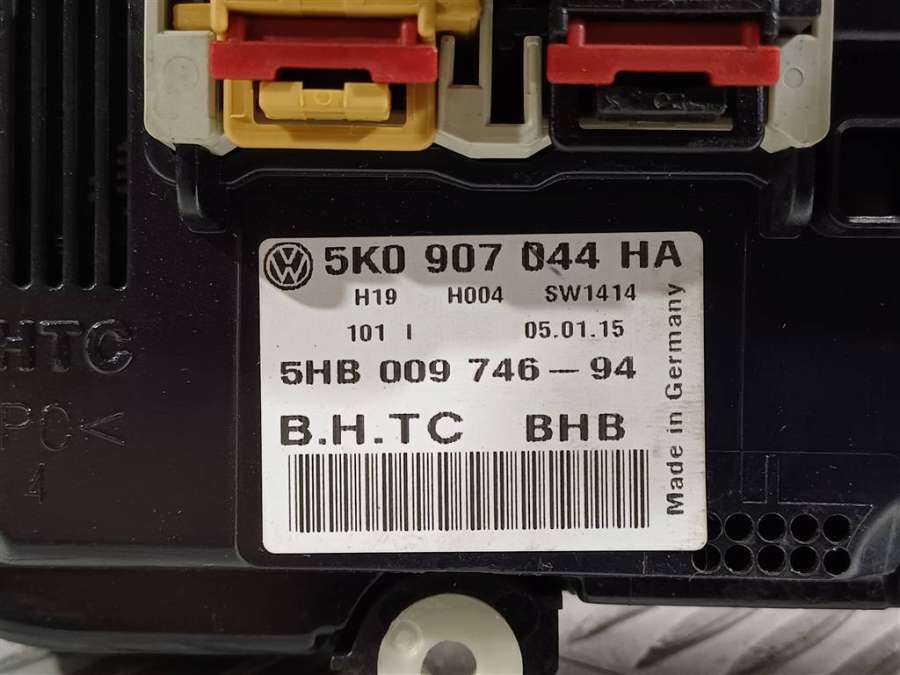 5K0 907 044 HA
H19 H004 SW1414
101 I 05.01.15
5HB 009 746-94
B.H.TC BHB
Made in Germany
HTC
PC<
4